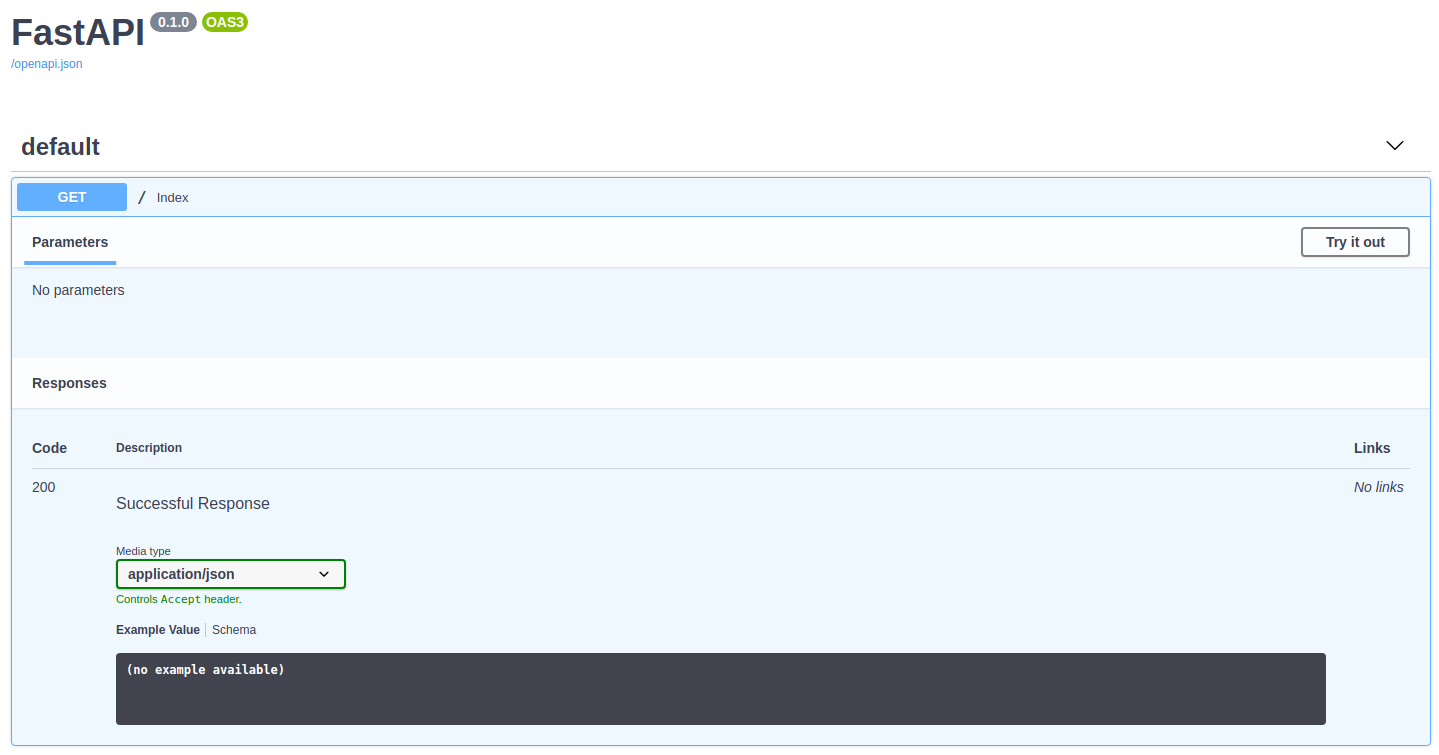 FastAPI 0.1.0 OAS3
/openapi.json
default
GET / Index
Parameters Try it out
No parameters
Responses
Code Description Links
200 No links
Successful Response
Media type
application/json
Controls Accept header.
Example Value Schema
(no example available)